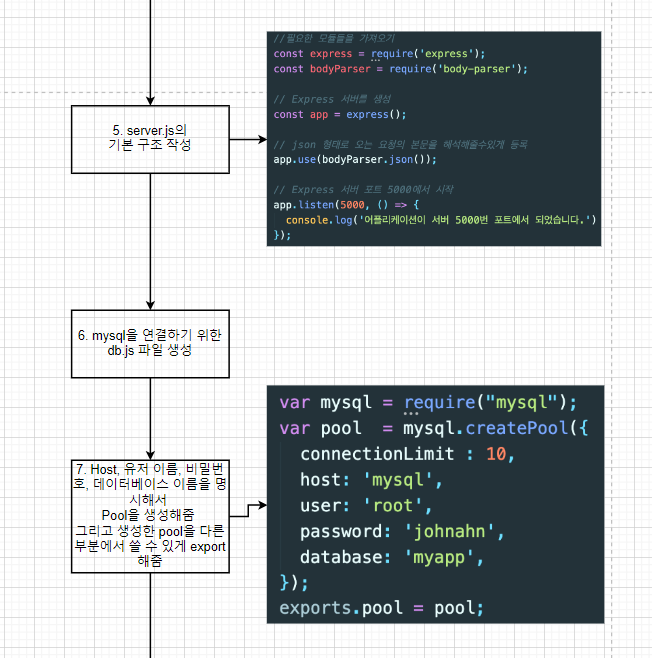 //필요한 모듈들을 가져오기
const express = require('express');
const bodyParser = require('body-parser');
// Express 서버를 생성
const app = express();
// json 형태로 오는 요청의 본문을 해석해줄수있게 등록
app.use(bodyParser.json());
// Express 서버 포트 5000에서 시작
app.listen(5000, () => {
console.log('어플리케이션이 서버 5000번 포트에서 되었습니다.')
});
5. server.js의
기본 구조 작성
6. mysql을 연결하기 위한
db.js 파일 생성
7. Host, 유저 이름, 비밀번
호, 데이터베이스 이름을 명
시해서
Pool을 생성해줌
그리고 생성한 pool을 다른
부분에서 쓸 수 있게 export
해줌
var mysql = require("mysql");
var pool = mysql.createPool({
connectionLimit : 10,
host: 'mysql',
user: 'root',
password: 'johnahn',
database: 'myapp',
});
exports.pool = pool;